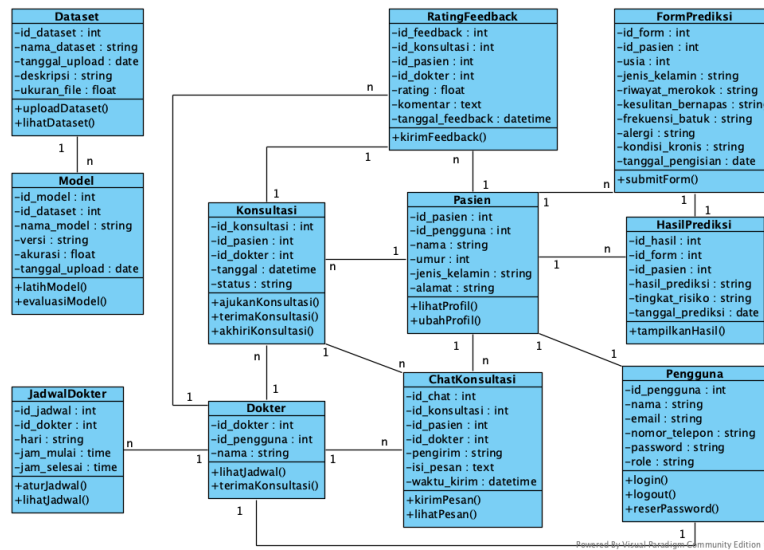 Dataset
-id_dataset : int
-nama_dataset : string
-tanggal_upload : date
-deskripsi : string
-ukuran_file : float
+uploadDataset()
+lihatDataset()
1
n
Model
-id_model : int
-id_dataset : int
-nama_model : string
-versi : string
-akurasi : float
-tanggal_upload : date
+latihModel()
+evaluasiModel()
RatingFeedback
-id_feedback : int
-id_konsultasi : int
-id_pasien : int
-id_dokter : int
-rating : float
-komentar : text
-tanggal_feedback : datetime
+kirimFeedback()
n
1
n
1
1
FormPrediksi
-id_form : int
-id_pasien : int
-usia : int
-jenis_kelamin : string
-riwayat_merokok : string
-kesulitan_bernapas : string
-frekuensi_batuk : string
-alergi : string
-kondisi_kronis : string
-tanggal_pengisian : date
+submitForm()
n
1
1
1
Konsultasi
-id_konsultasi : int
-id_pasien : int
-id_dokter : int
-tanggal : datetime
-status : string
+ajukanKonsultasi()
+terimaKonsultasi()
+akhiriKonsultasi()
n
1
Pasien
-id_pasien : int
-id_pengguna : int
-nama : string
-umur : int
-jenis_kelamin : string
-alamat : string
+lihatProfil()
+ubahProfil()
1
n
HasilPrediksi
-id_hasil : int
-id_form : int
-id_pasien : int
-hasil_prediksi : string
-tingkat_risiko : string
-tanggal_prediksi : date
+tampilkanHasil()
n
1
1
n
1
n
1
1
1
JadwalDokter
-id_jadwal : int
-id_dokter : int
-hari : string
-jam_mulai : time
-jam_selesai : time
+aturJadwal()
+lihatJadwal()
n
1
Dokter
-id_dokter : int
-id_pengguna : int
-nama : string
+lihatJadwal()
+terimaKonsultasi()
1
n
ChatKonsultasi
-id_chat : int
-id_konsultasi : int
-id_pasien : int
-id_dokter : int
-pengirim : string
-isi_pesan : text
-waktu_kirim : datetime
+kirimPesan()
+lihatPesan()
Pengguna
-id_pengguna : int
-nama : string
-email : string
-nomor_telepon : string
-password : string
-role : string
+login()
+logout()
+reserPassword()
1
1
Powered By Visual Paradigm Community Edition